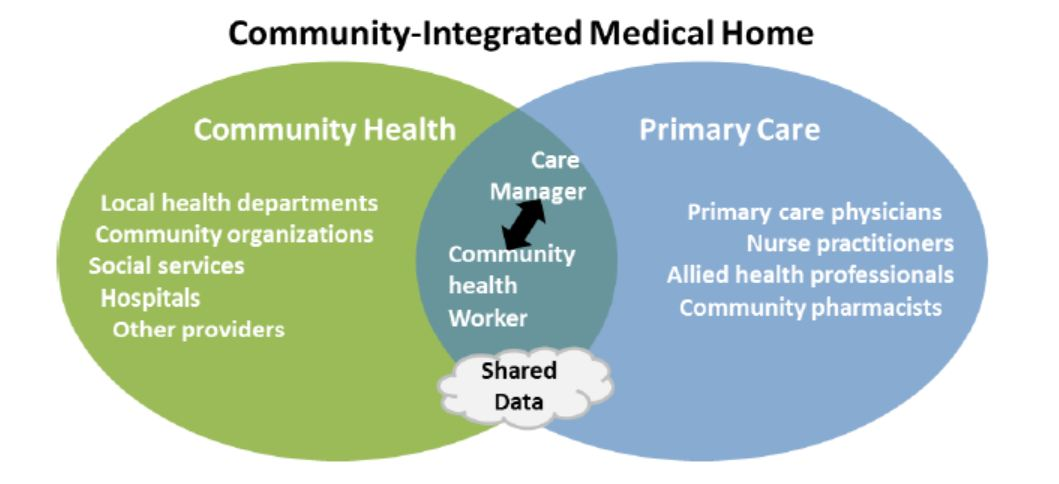 Community-Integrated Medical Home
Community Health
Local health departments
Community organizations
Social services
Hospitals
Other providers
Care
Manager
Community
health
Worker
Shared
Data
Primary Care
Primary care physicians
Nurse practitioners
Allied health professionals
Community pharmacists